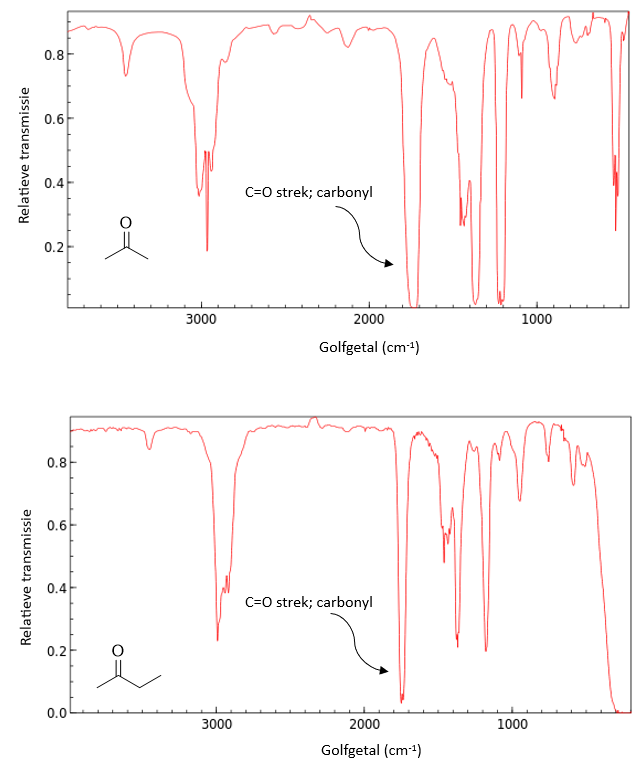 0.8
0.6
0.4
0.2
Relatieve transmissie
C=O strek; carbonyl
O
3000 2000 1000
Golfgetal (cm⁻¹)
0.8
0.6
0.4
0.2
0.0
Relatieve transmissie
C=O strek; carbonyl
O
3000 2000 1000
Golfgetal (cm⁻¹)